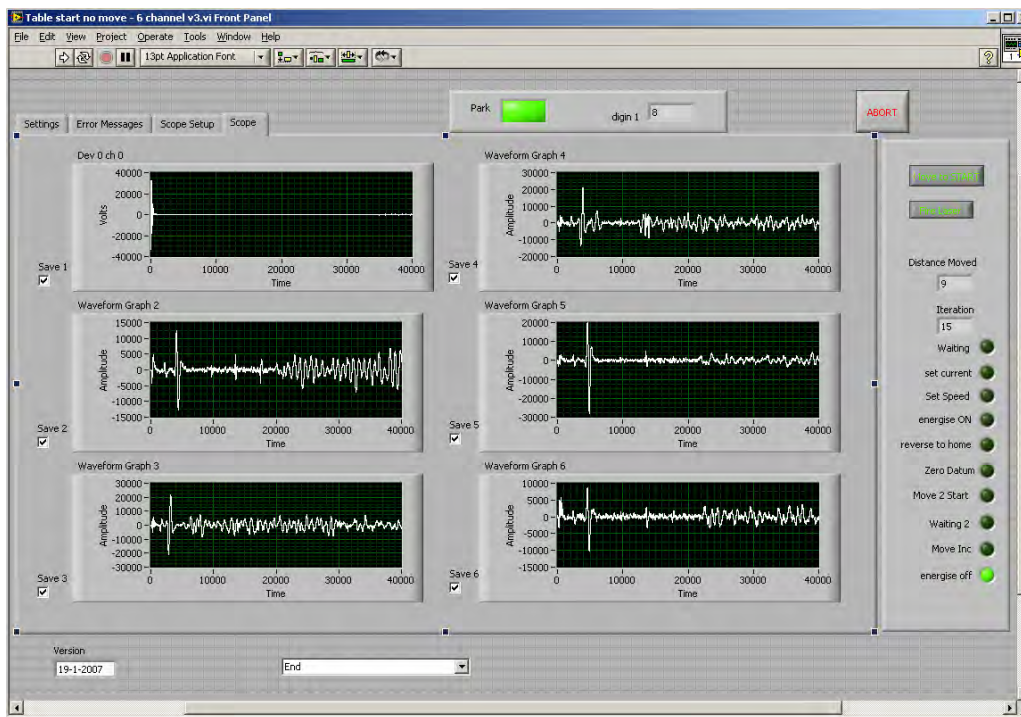 Table start no move - 6 channel v3.vi Front Panel
File Edit View Project Operate Tools Window Help
13pt Application Font
1
Park
digin 1
8
ABORT
Settings
Error Messages
Scope Setup
Scope
Dev 0 ch 0
40000
20000
0
-20000
-40000
Volts
0 10000 20000 30000 40000
Time
Save 1
Waveform Graph 2
15000
10000
5000
0
-5000
-10000
-15000
Amplitude
0 10000 20000 30000 40000
Time
Save 2
Waveform Graph 3
30000
20000
10000
0
-10000
-20000
-30000
Amplitude
0 10000 20000 30000 40000
Time
Save 3
Waveform Graph 4
30000
20000
10000
0
-10000
-20000
Amplitude
0 10000 20000 30000 40000
Time
Save 4
Waveform Graph 5
20000
10000
0
-10000
-20000
-30000
Amplitude
0 10000 20000 30000 40000
Time
Save 5
Waveform Graph 6
10000
5000
0
-5000
-10000
-15000
Amplitude
0 10000 20000 30000 40000
Time
Save 6
Distance Moved
9
Iteration
15
Waiting
set current
Set Speed
energise ON
reverse to home
Zero Datum
Move 2 Start
Waiting 2
Move Inc
energise off
Version
19-1-2007
End